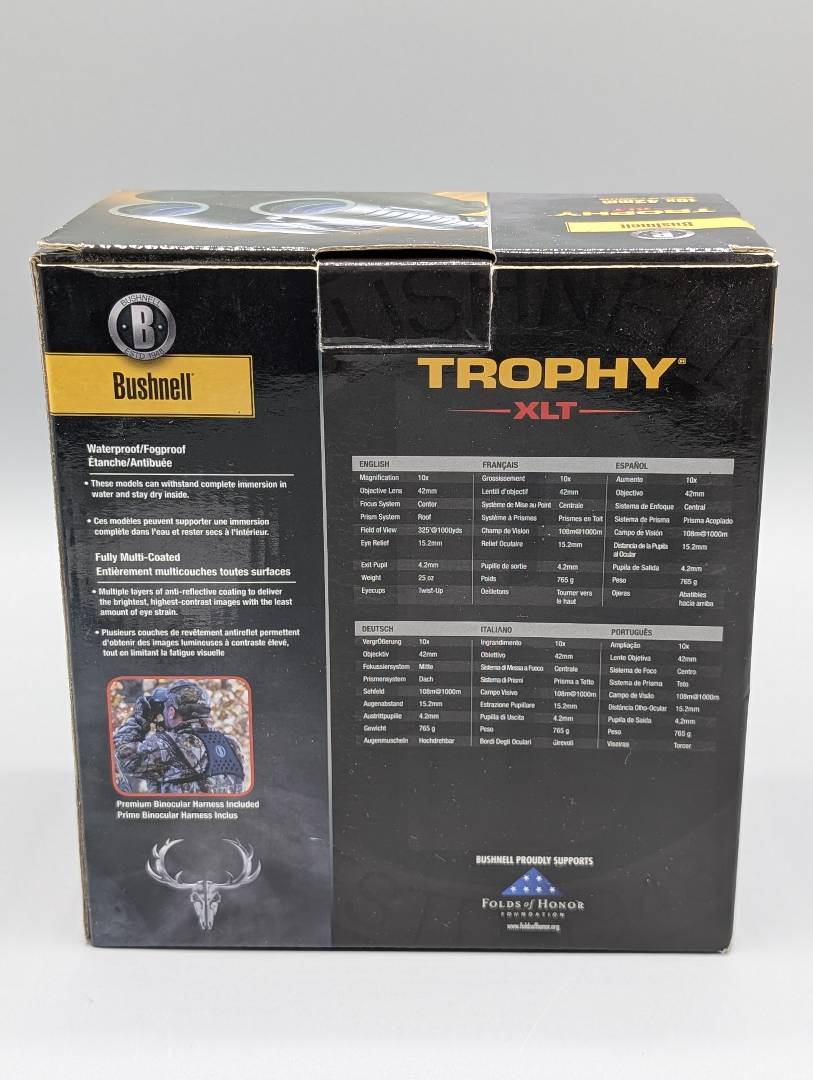 10x 42mm
TROPHY
XLT
Bushnell
BUSHNELL
B
ESTD 1948
Bushnell
TROPHY®
XLT
Waterproof/Fogproof
Étanche/Antibuée
• These models can withstand complete immersion in
water and stay dry inside.
• Ces modèles peuvent supporter une immersion
complète dans l'eau et rester secs à l'intérieur.
Fully Multi-Coated
Entièrement multicouches toutes surfaces
• Multiple layers of anti-reflective coating to deliver
the brightest, highest-contrast images with the least
amount of eye strain.
• Plusieurs couches de revêtement antireflet permettent
d'obtenir des images lumineuses à contraste élevé,
tout en limitant la fatigue visuelle
Premium Binocular Harness Included
Prime Binocular Harness Inclus
ENGLISH FRANÇAIS ESPAÑOL
Magnification 10x Grossissement 10x Aumento 10x
Objective Lens 42mm Lentil d'objectif 42mm Objectivo 42mm
Focus System Center Système de Mise au Point Centrale Sistema de Enfoque Central
Prism System Roof Système à Prismes Prismes en Toit Sistema de Prisma Prisma Acoplado
Field of View 325'@1000yds Champ de Vision 108m@1000m Campo de Visión 108m@1000m
Eye Relief 15.2mm Relief Oculaire 15.2mm Distancia de la Pupila
al Ocular 15.2mm
Exit Pupil 4.2mm Pupille de sortie 4.2mm Pupila de Salida 4.2mm
Weight 25 oz Poids 765 g Peso 765 g
Eyecups Twist-Up Oeilletons Tourner vers
le haut Ojeras Abatibles
hacia arriba
DEUTSCH ITALIANO PORTUGUÊS
VergrÖßerung 10x Ingrandimento 10x Ampliação 10x
Objectkiv 42mm Obiettivo 42mm Lente Objetiva 42mm
Fokussiersystem Mitte Sistema di Messa a Fuoco Centrale Sistema de Foco Centro
Prismensystem Dach Sistema di Prismi Prisma a Tetto Sistema de Prisma Teto
Sehfeld 108m@1000m Campo Visivo 108m@1000m Campo de Visão 108m@1000m
Augenabstand 15.2mm Estrazione Pupillare 15.2mm Distância Olho-Ocular 15.2mm
Austrittpupille 4.2mm Pupilla di Uscita 4.2mm Pupila de Saída 4.2mm
Gewicht 765 g Peso 765 g Peso 765 g
Augenmuscheln Hochdrehbar Bordi Degli Oculari Girevoli Viseiras Torcer
BUSHNELL PROUDLY SUPPORTS
FOLDS of HONOR
FOUNDATION
www.foldsofhonor.org